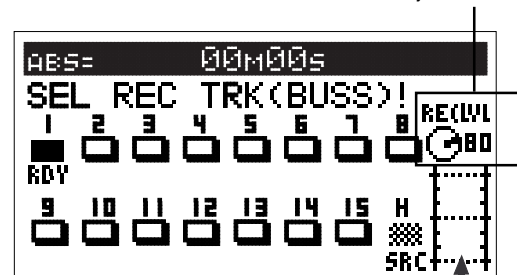 ABS= 00M00S
SEL REC TRK(BUSS)!
1 2 3 4 5 6 7 8 REC LVL
80
RDY
9 10 11 12 13 14 15 H
SRC